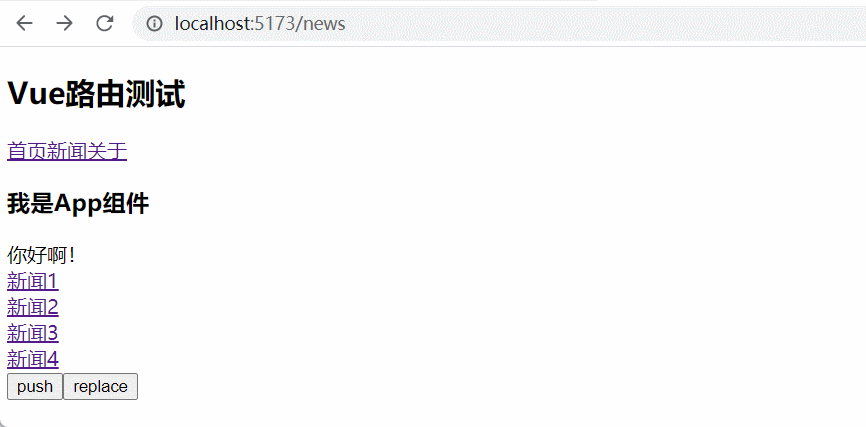 localhost:5173/news
Vue路由测试
首页新闻关于
我是App组件
你好啊！
新闻1
新闻2
新闻3
新闻4
push replace